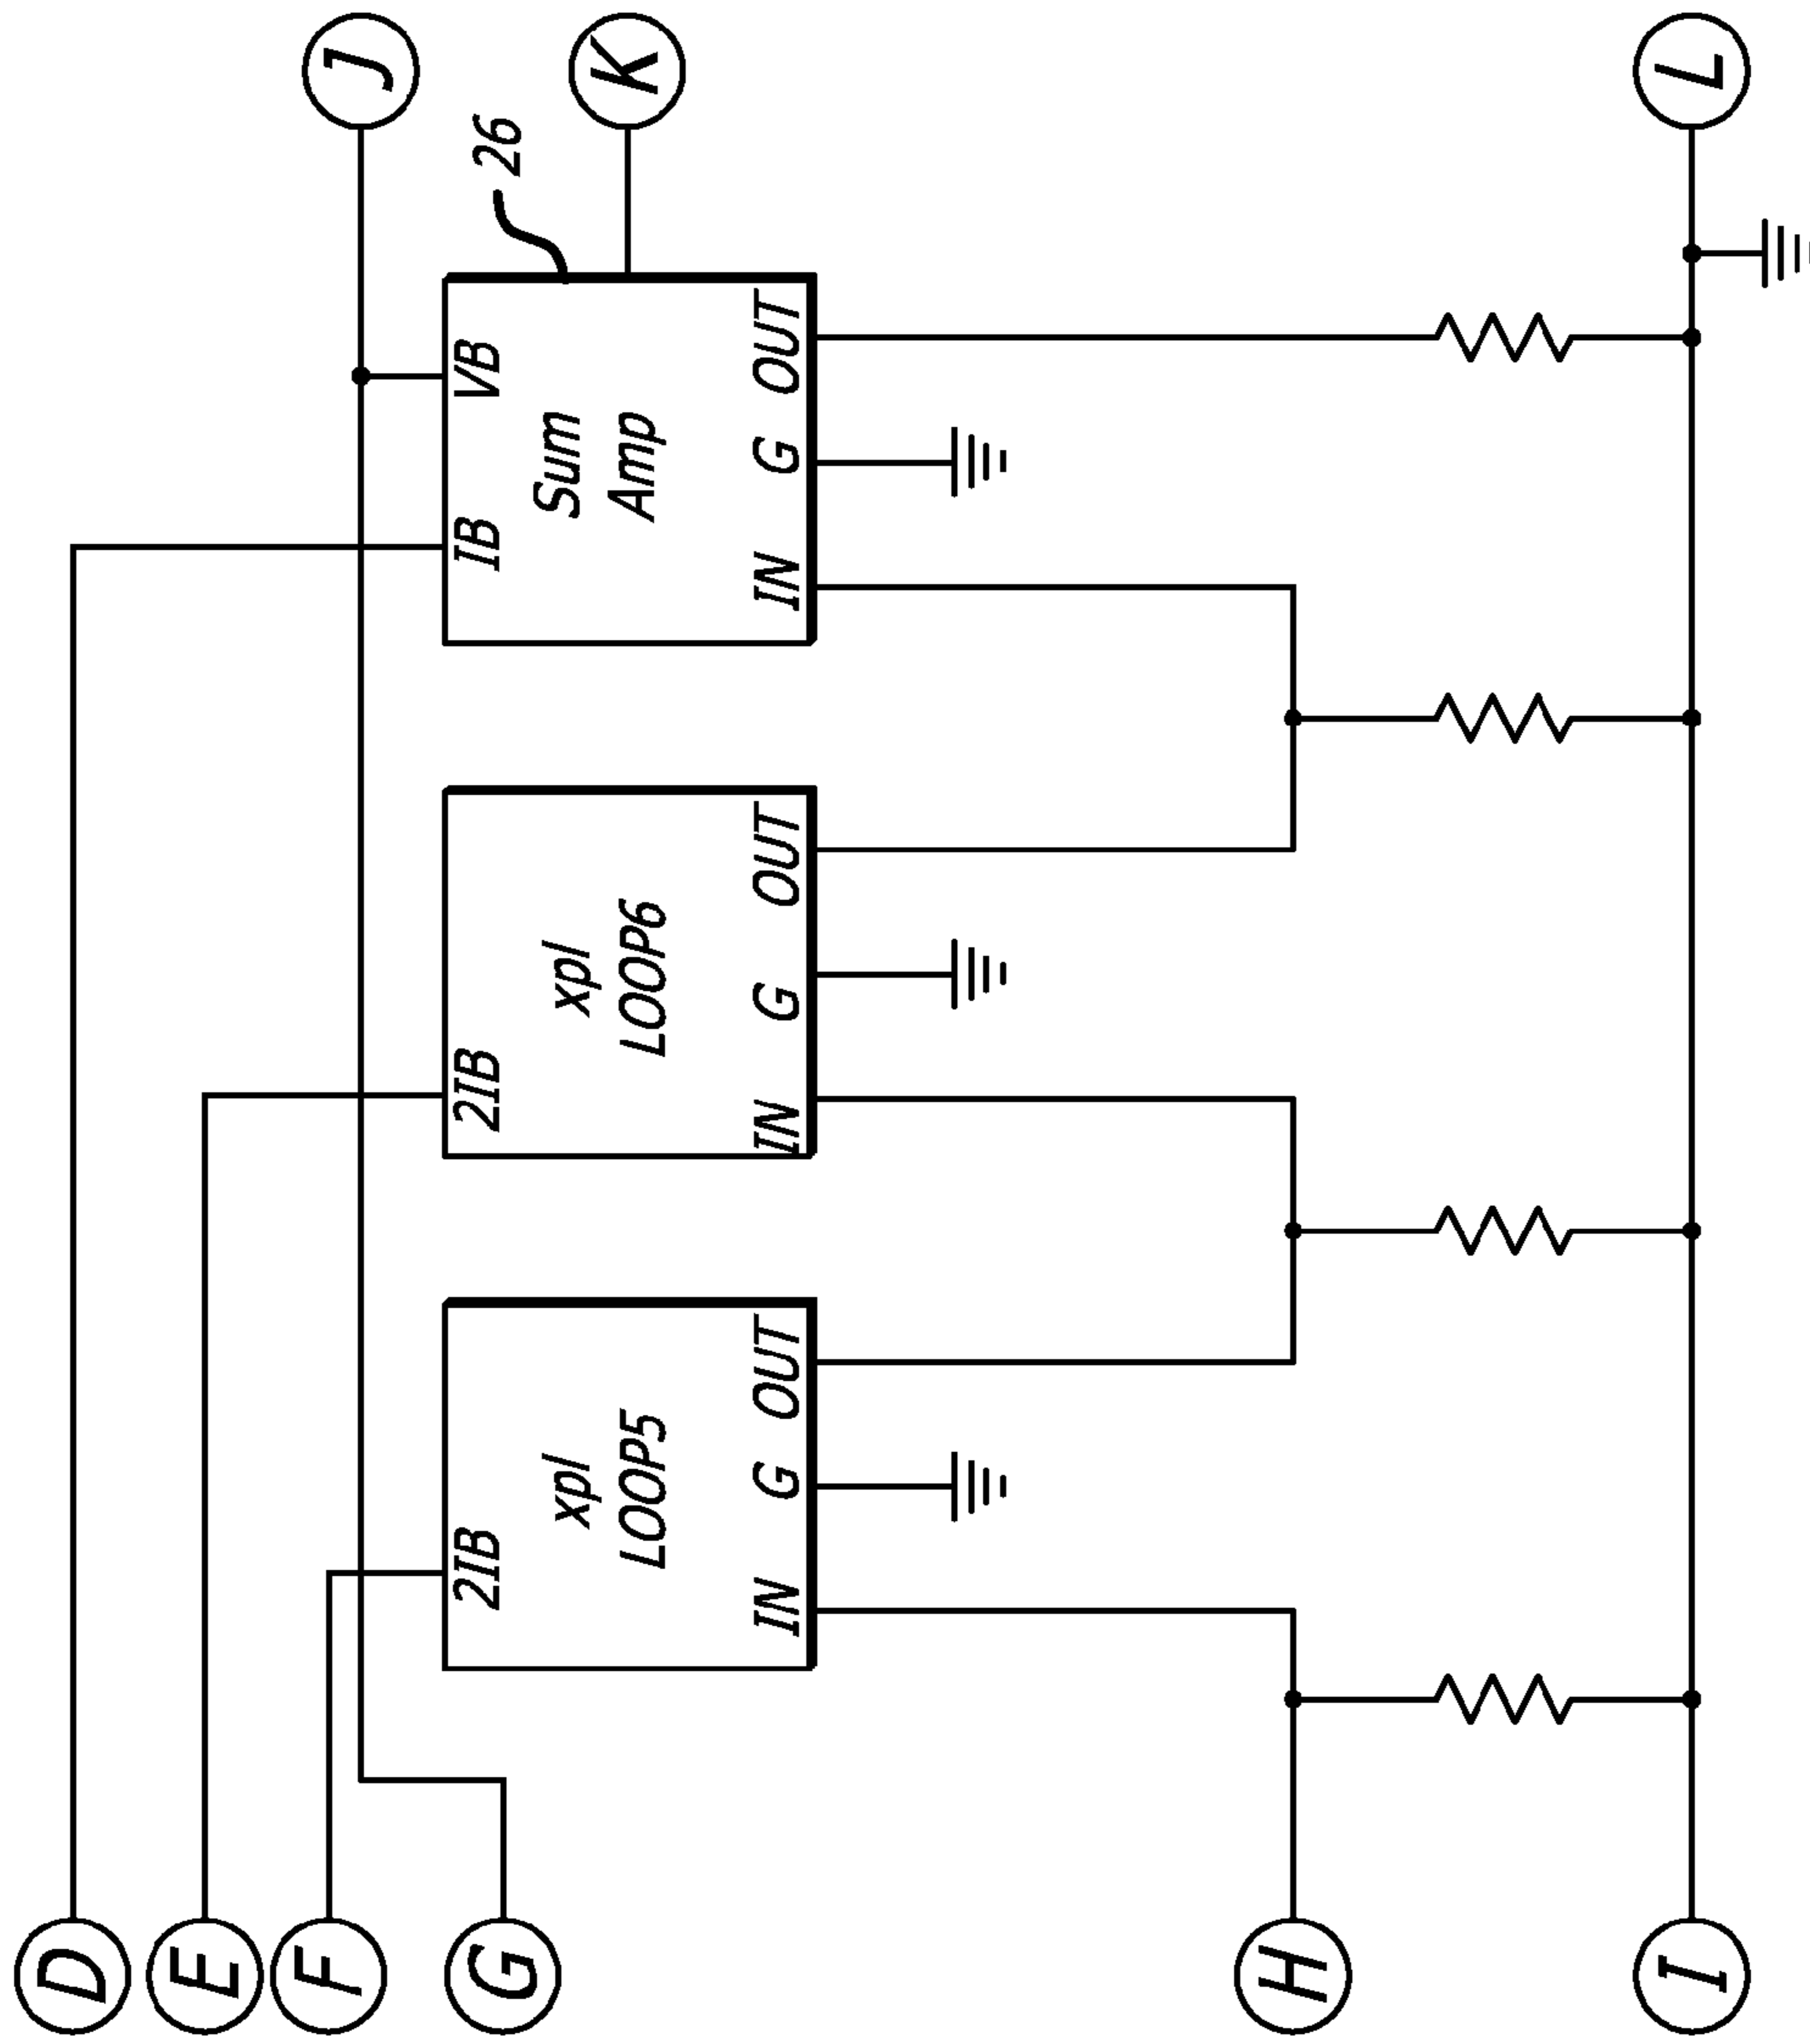 D
E
F
G
H
I
2IB
xpl
LOOP5
IN G OUT
2IB
xpl
LOOP6
IN G OUT
IB VB
Sum
Amp
IN G OUT
26
J
K
L